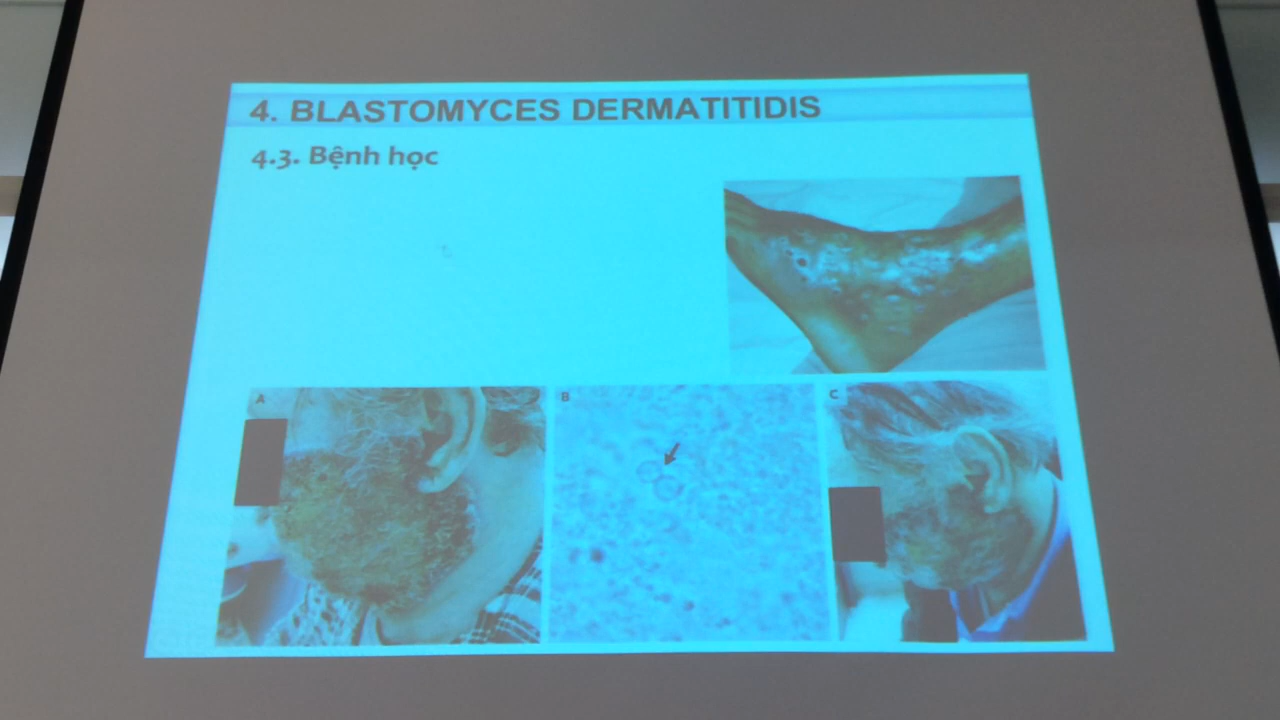 4. BLASTOMYCES DERMATITIDIS
4.3. Bệnh học
A
B
C